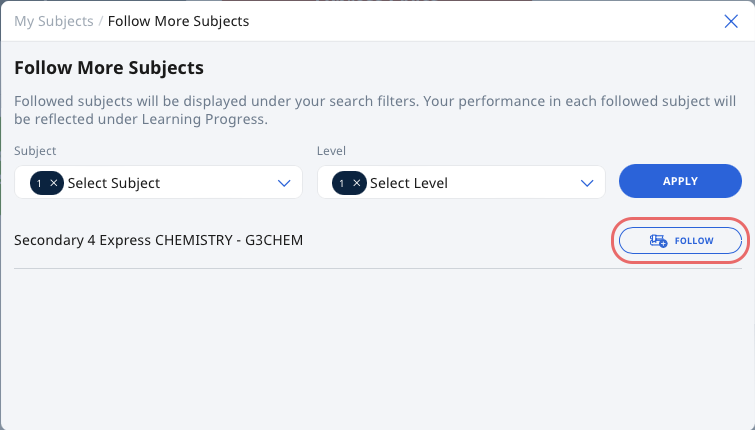 My Subjects / Follow More Subjects
Follow More Subjects
Followed subjects will be displayed under your search filters. Your performance in each followed subject will
be reflected under Learning Progress.
Subject
Level
1 × Select Subject
1 × Select Level
APPLY
Secondary 4 Express CHEMISTRY - G3CHEM
FOLLOW